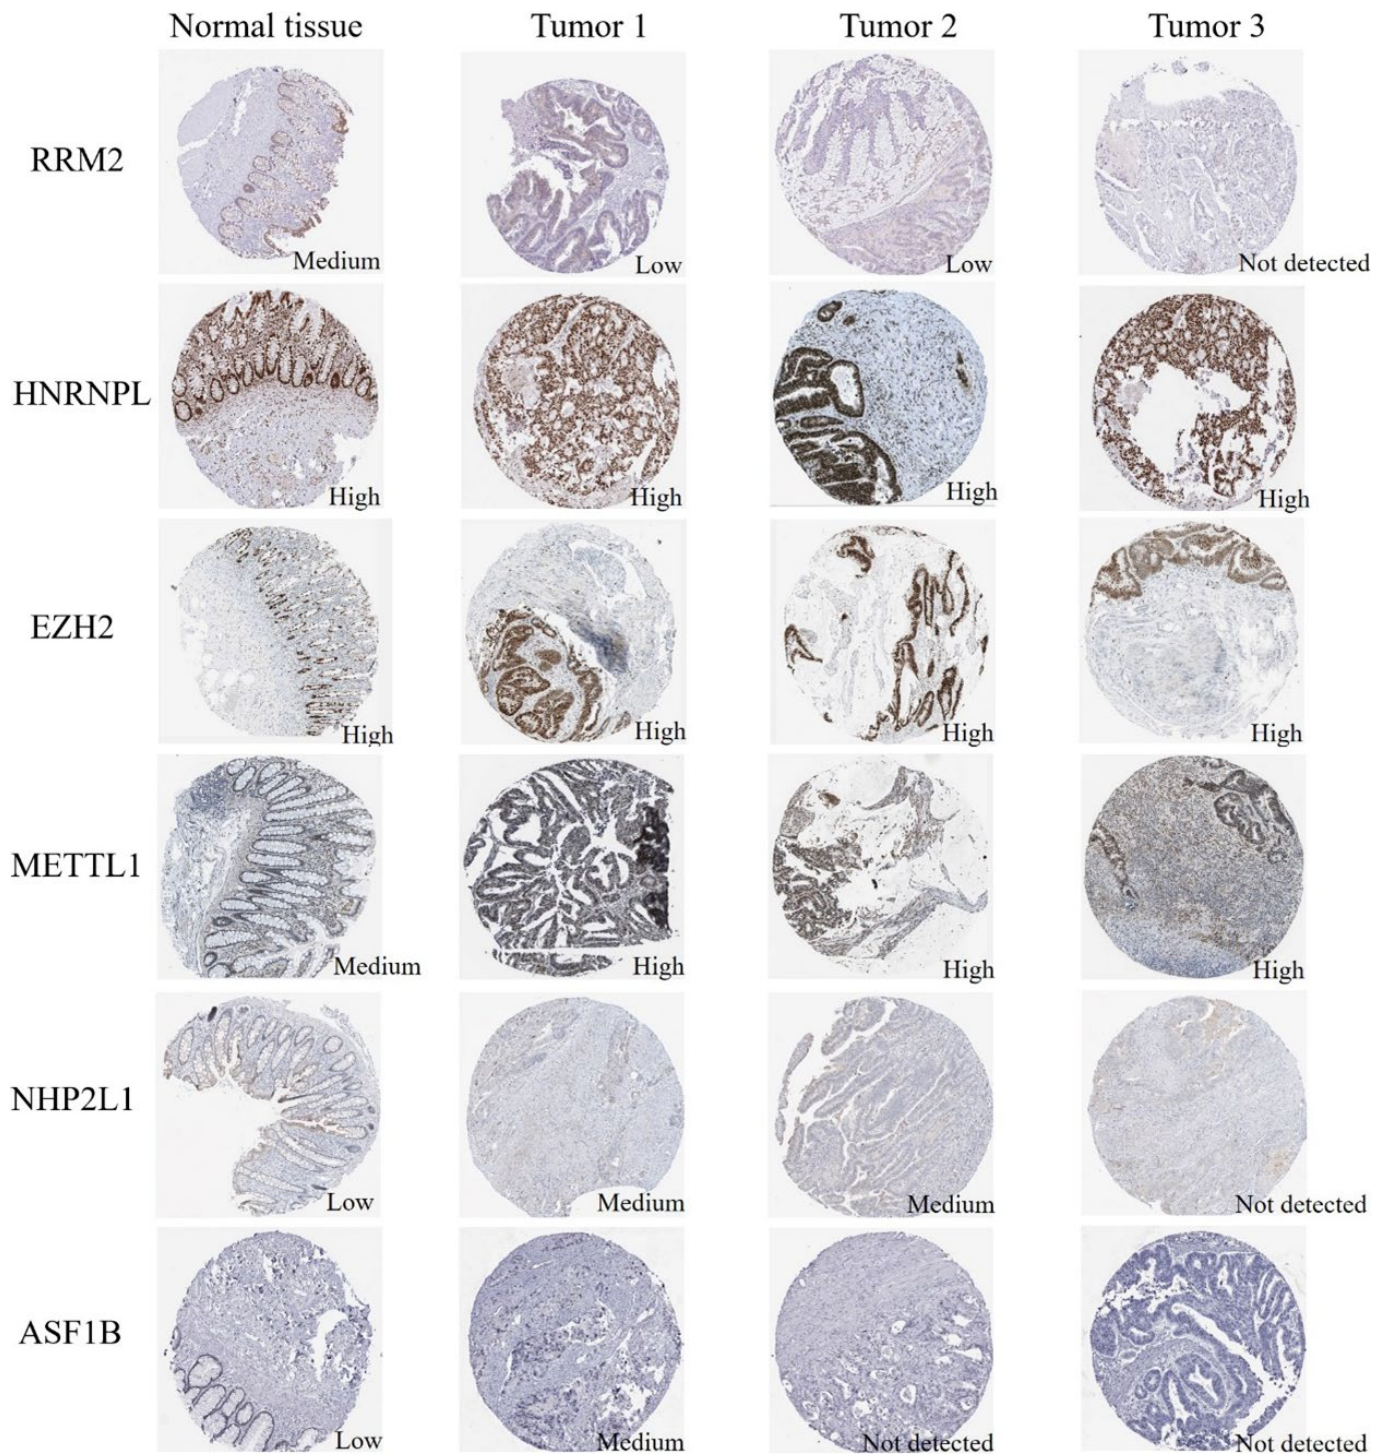 Normal tissue Tumor 1 Tumor 2 Tumor 3
RRM2
Medium Low Low Not detected
HNRNPL
High High High High
EZH2
High High High High
METTL1
Medium High High High
NHP2L1
Low Medium Medium Not detected
ASF1B
Low Medium Not detected Not detected